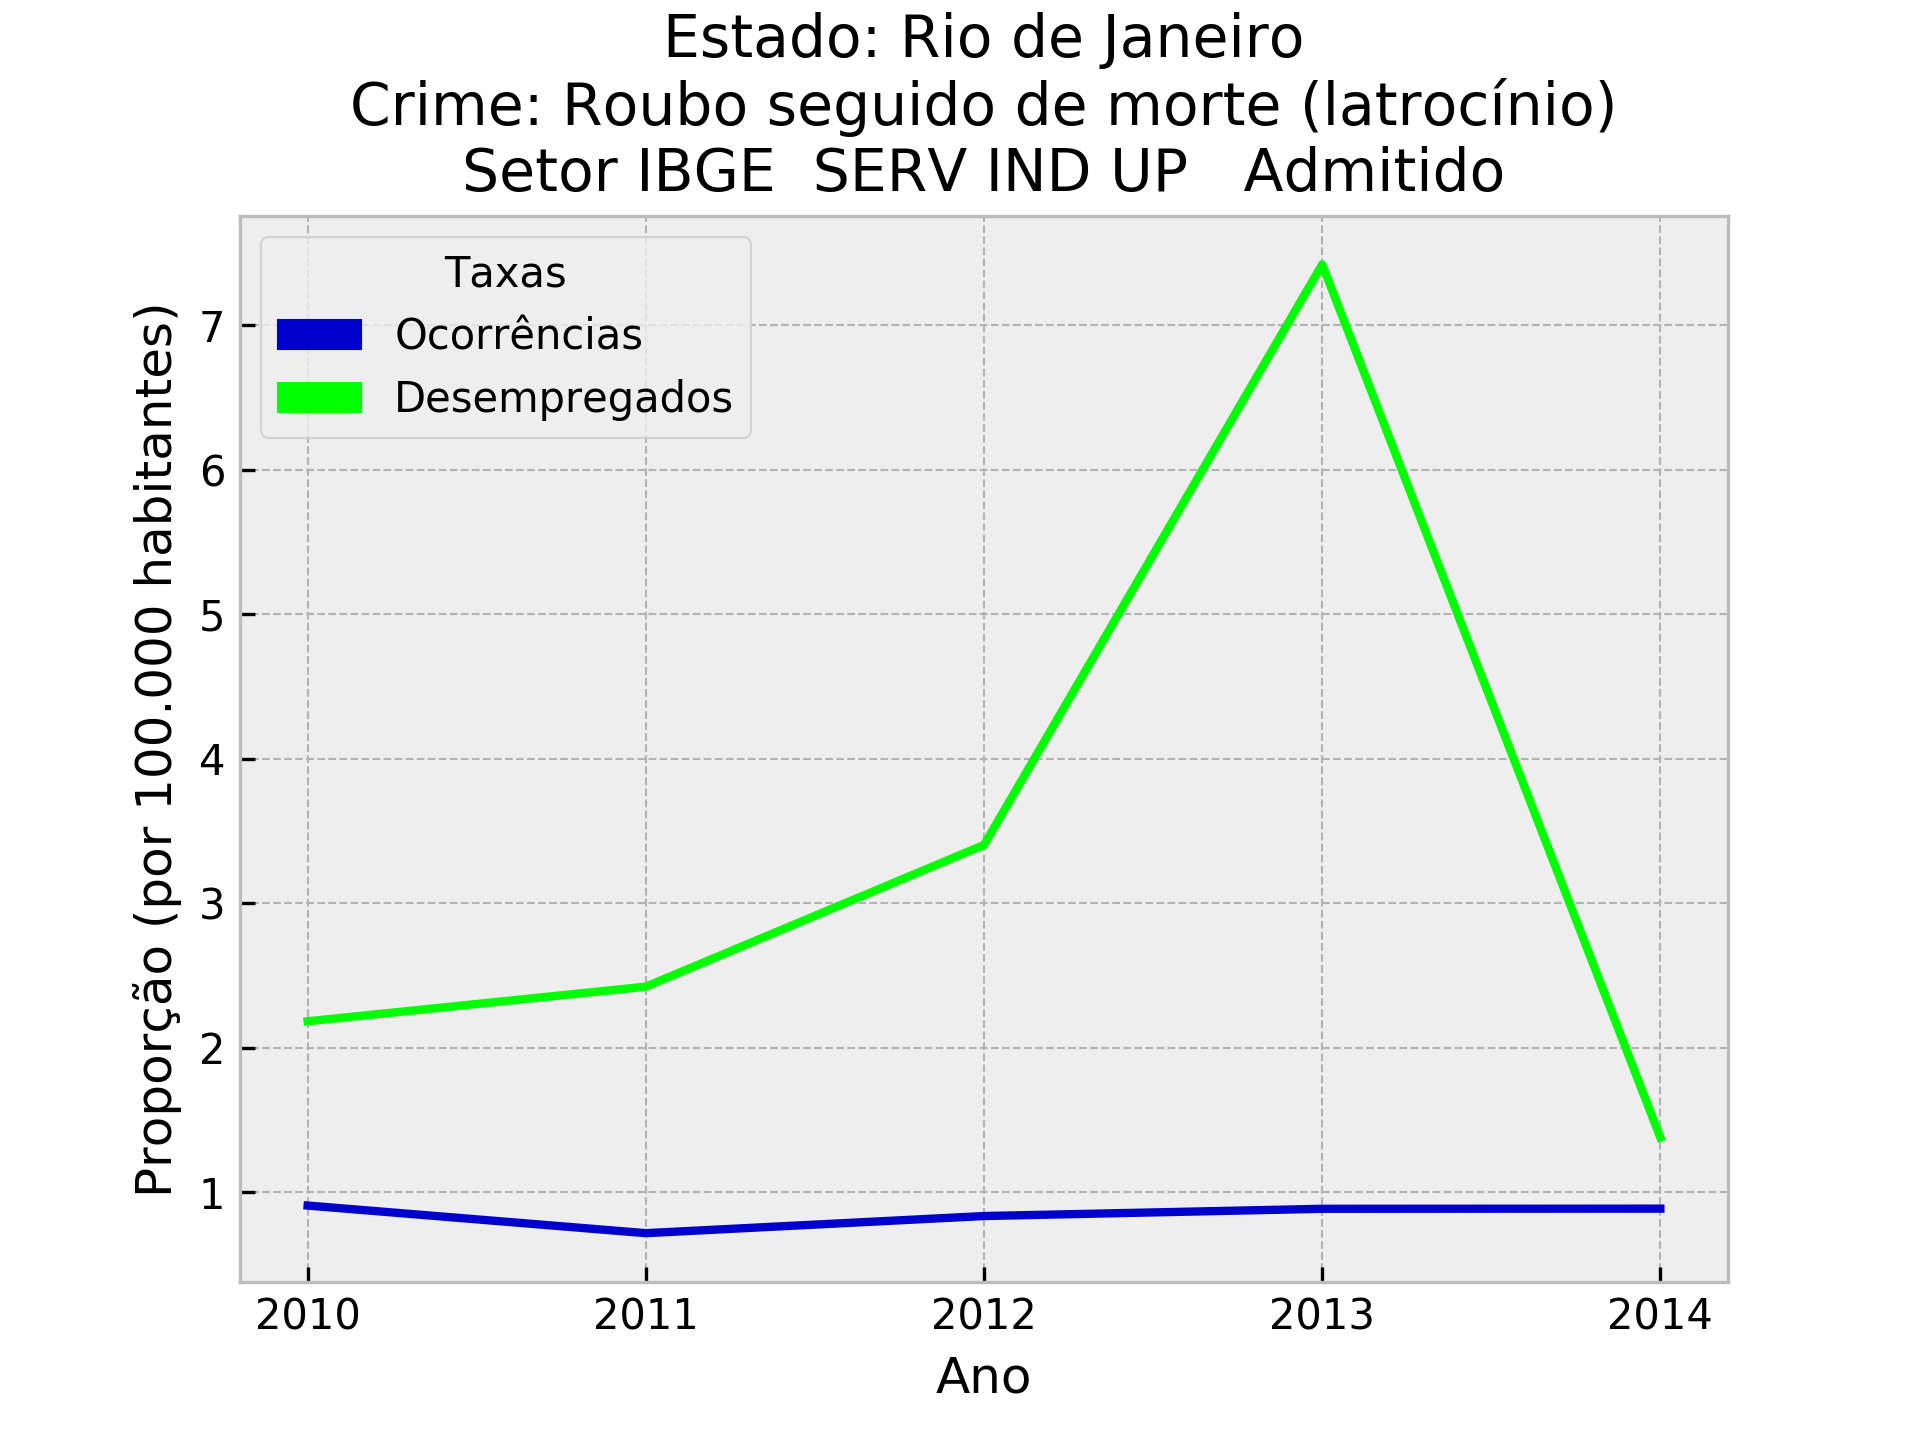 Estado: Rio de Janeiro
Crime: Roubo seguido de morte (latrocínio)
Setor IBGE  SERV IND UP   Admitido
Taxas
Ocorrências
Desempregados
Proporção (por 100.000 habitantes)
7
6
5
4
3
2
1
2010 2011 2012 2013 2014
Ano